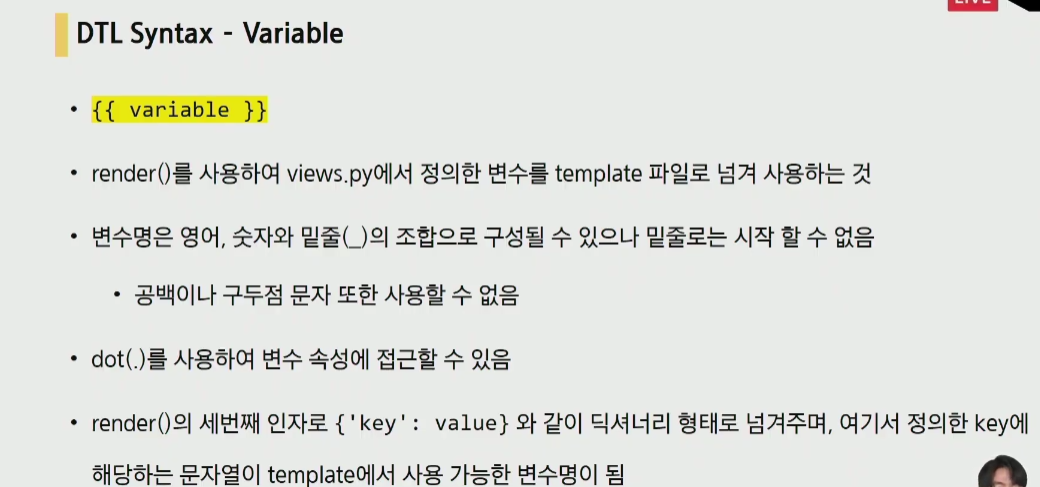 LIVE
DTL Syntax - Variable
• {{ variable }}
• render()를 사용하여 views.py에서 정의한 변수를 template 파일로 넘겨 사용하는 것
• 변수명은 영어, 숫자와 밑줄(_)의 조합으로 구성될 수 있으나 밑줄로는 시작 할 수 없음
• 공백이나 구두점 문자 또한 사용할 수 없음
• dot(.)를 사용하여 변수 속성에 접근할 수 있음
• render()의 세번째 인자로 {'key': value} 와 같이 딕셔너리 형태로 넘겨주며, 여기서 정의한 key에
해당하는 문자열이 template에서 사용 가능한 변수명이 됨